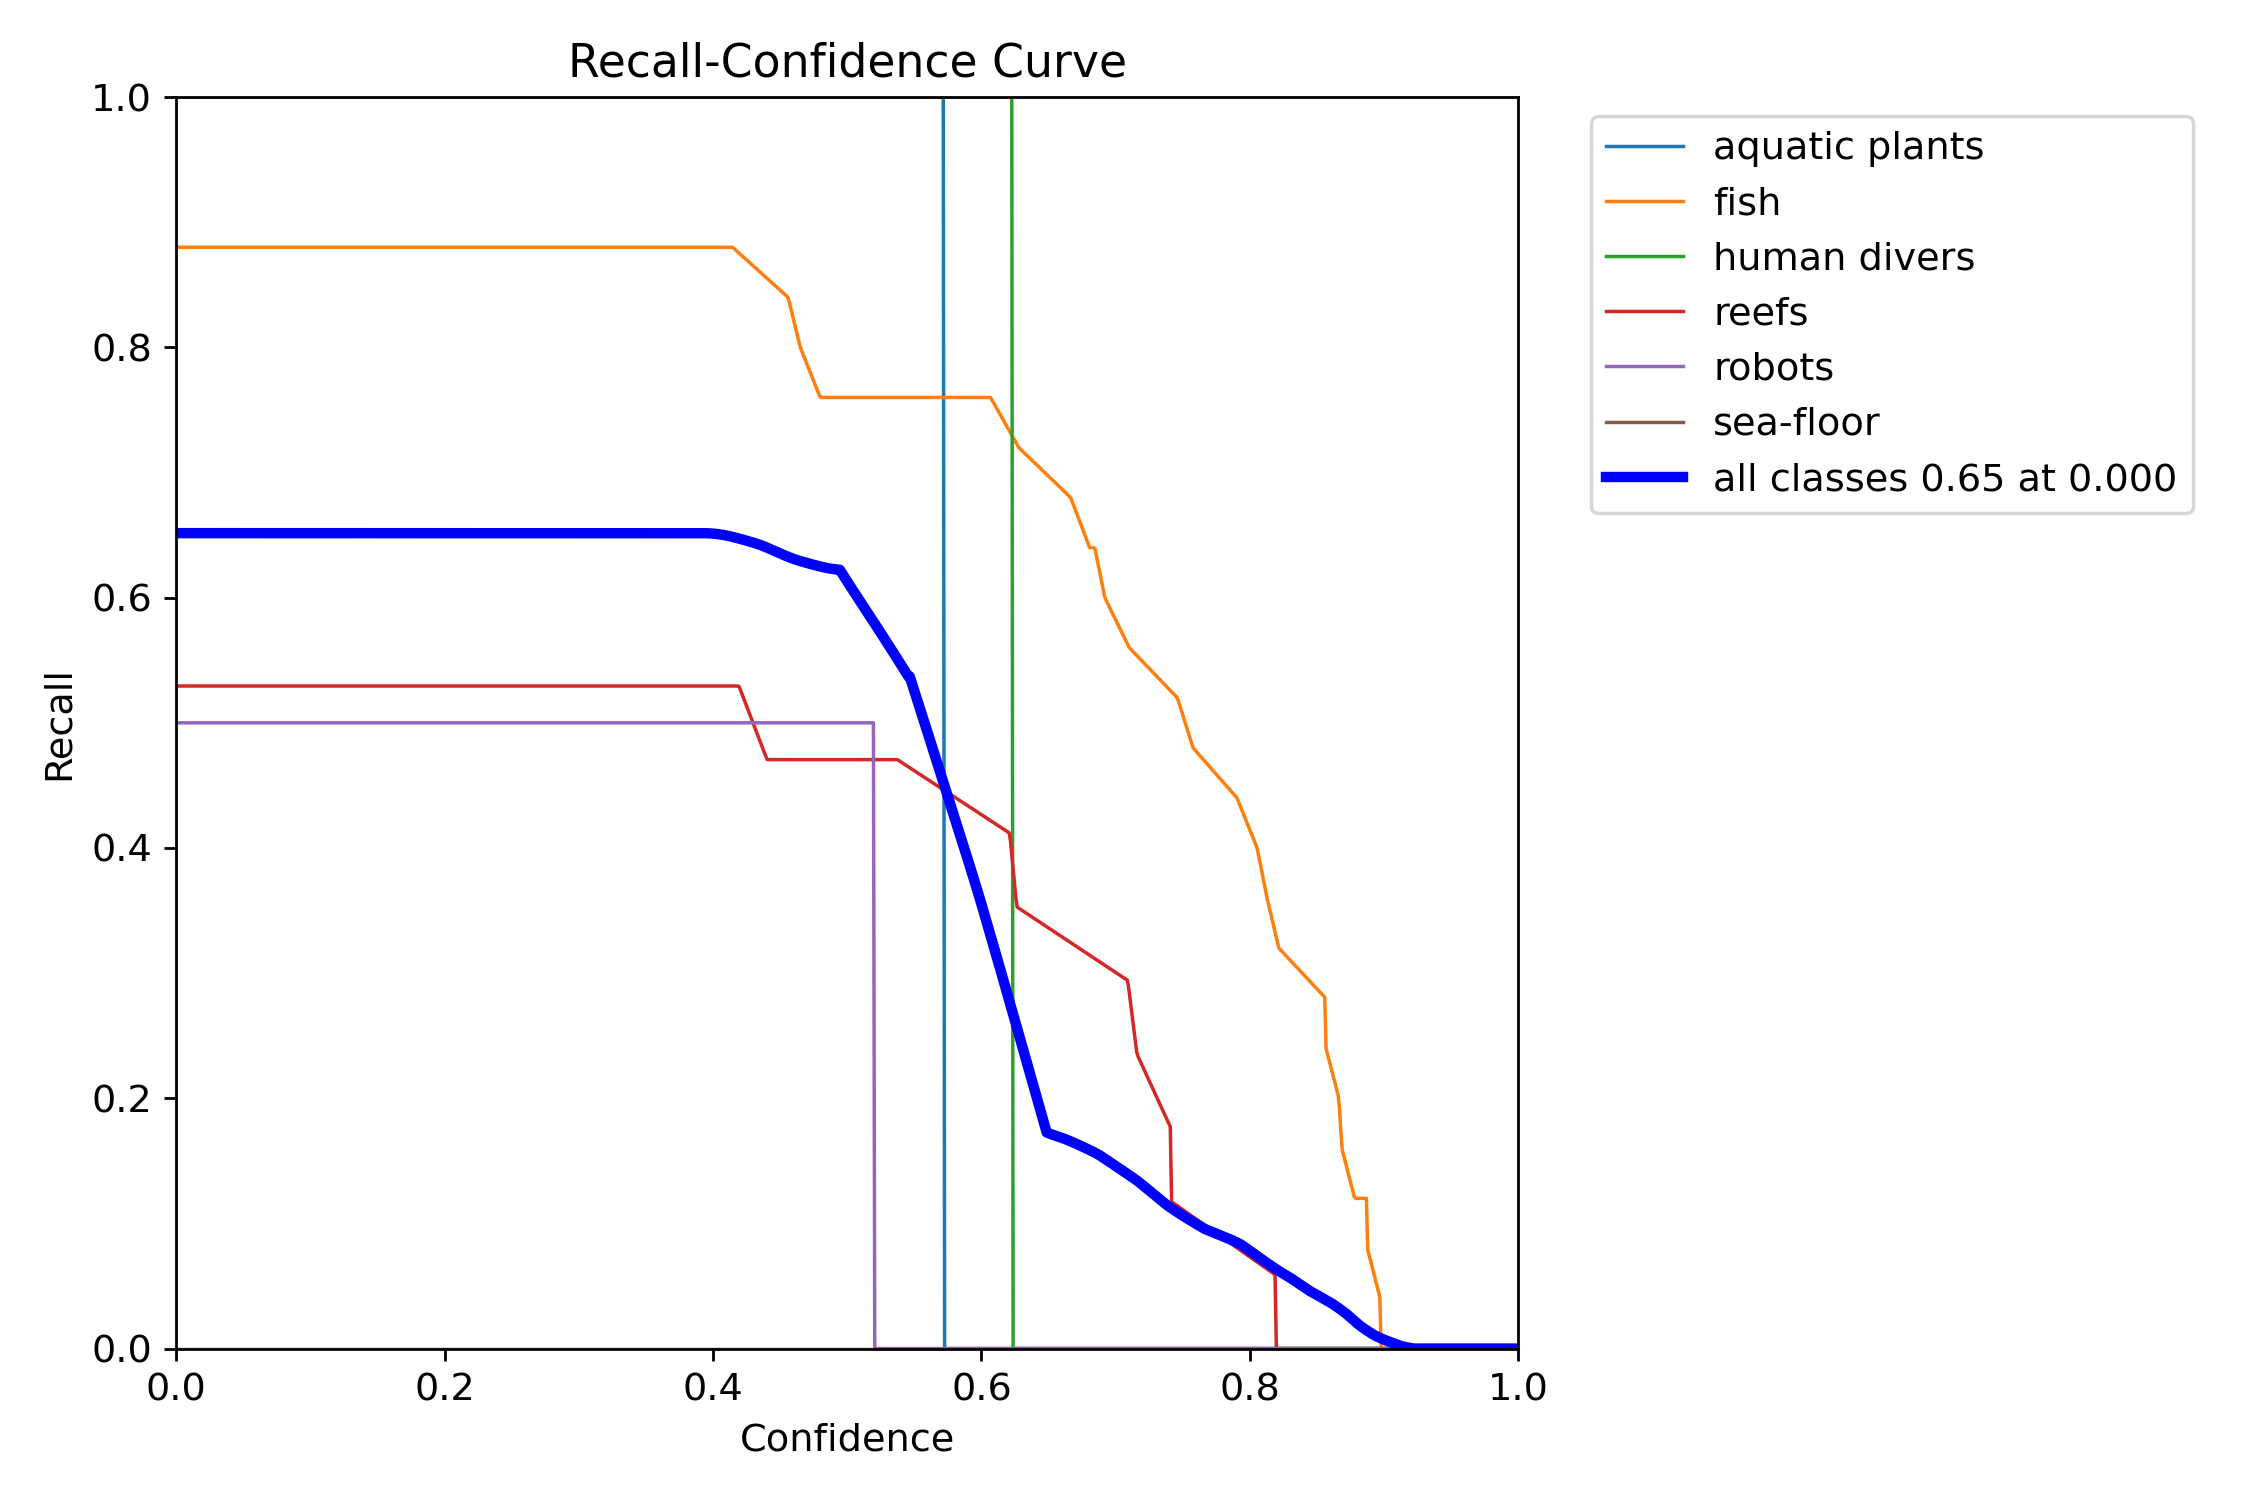 Recall-Confidence Curve
1.0
0.8
0.6
0.4
0.2
0.0
Recall
0.0 0.2 0.4 0.6 0.8 1.0
Confidence
aquatic plants
fish
human divers
reefs
robots
sea-floor
all classes 0.65 at 0.000